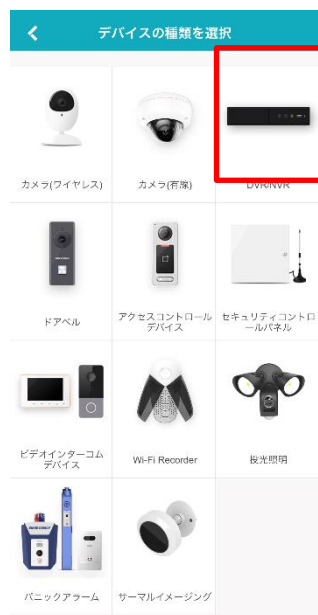 デバイスの種類を選択
カメラ(ワイヤレス)
カメラ(有線)
DVR/NVR
ドアベル
アクセスコントロール
デバイス
セキュリティコントロ
ールパネル
ビデオインターコム
デバイス
Wi-Fi Recorder
投光照明
パニックアラーム
サーマルイメージング